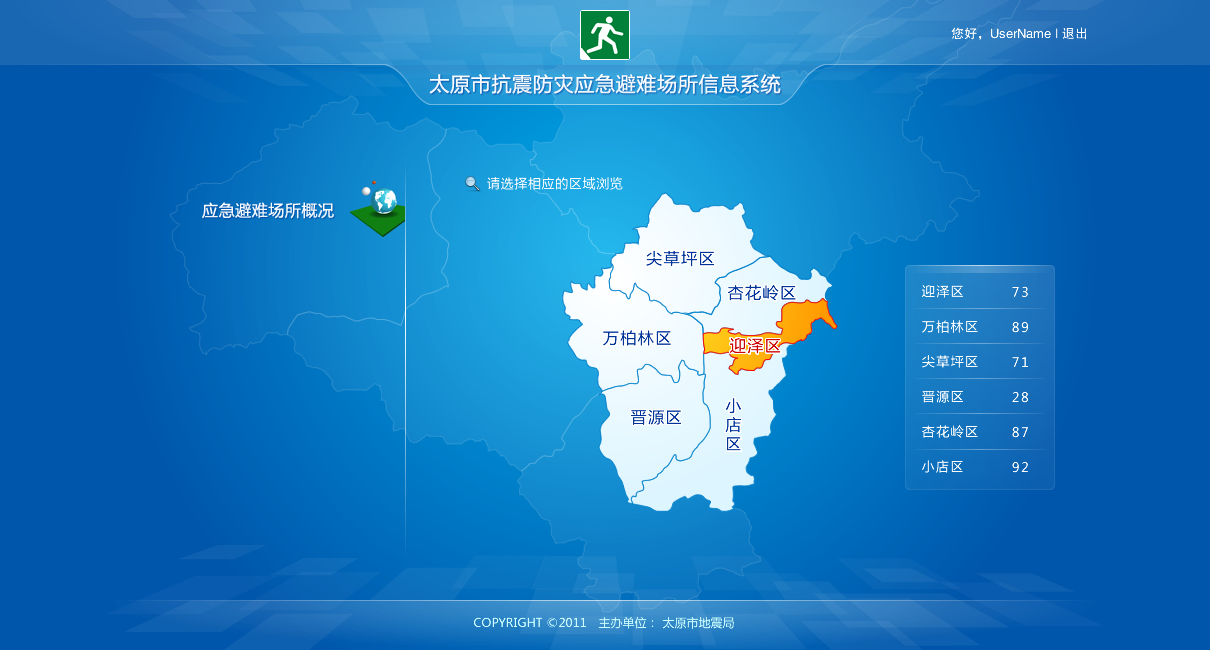 您好，UserName | 退出
太原市抗震防灾应急避难场所信息系统
请选择相应的区域浏览
应急避难场所概况
尖草坪区
杏花岭区
万柏林区
迎泽区
晋源区
小店区
迎泽区 73
万柏林区 89
尖草坪区 71
晋源区 28
杏花岭区 87
小店区 92
COPYRIGHT ©2011 主办单位： 太原市地震局